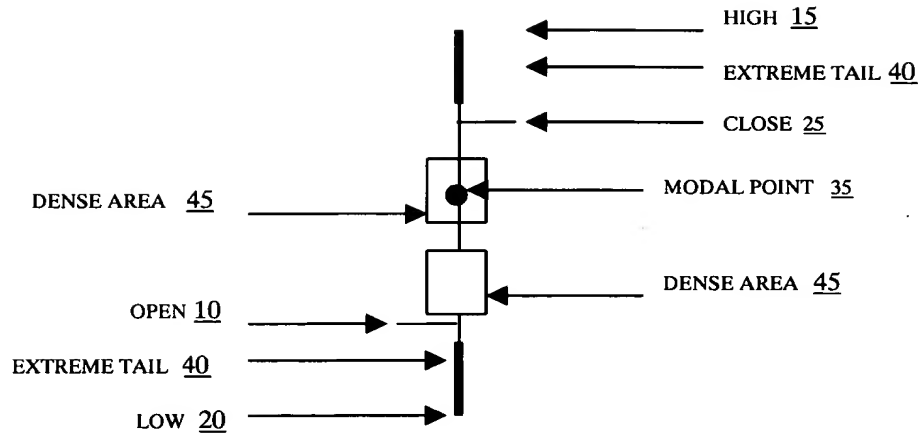 HIGH 15
EXTREME TAIL 40
CLOSE 25
MODAL POINT 35
DENSE AREA 45
DENSE AREA 45
OPEN 10
EXTREME TAIL 40
LOW 20